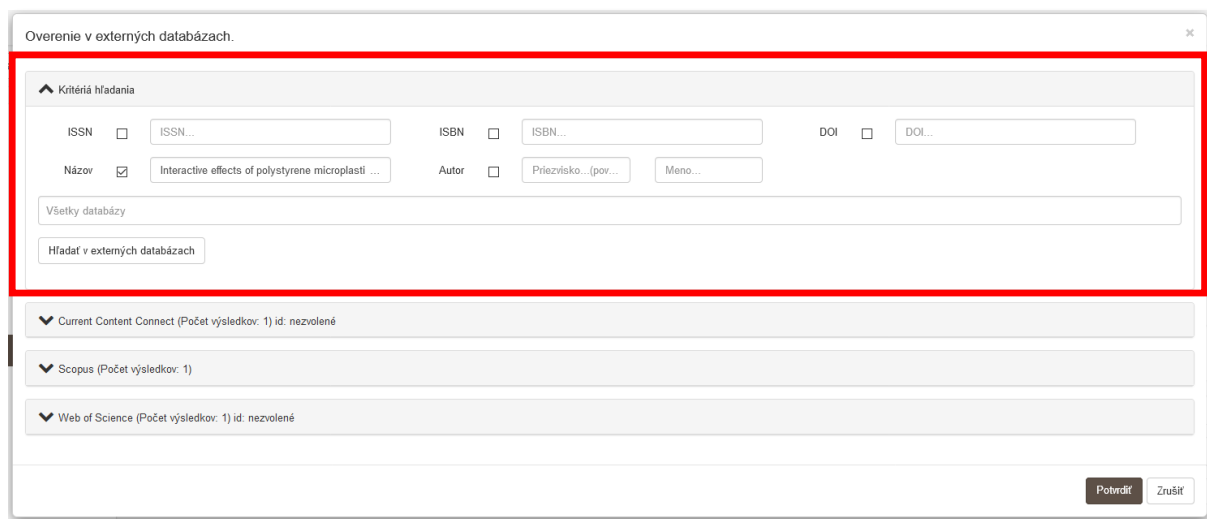 Overenie v externých databázach.
×
Kritériá hľadania
ISSN ISSN... ISBN ISBN... DOI DOI...
Názov Interactive effects of polystyrene microplasti ... Autor Priezvisko...(pov... Meno...
Všetky databázy
Hľadať v externých databázach
Current Content Connect (Počet výsledkov: 1) id: nezvolené
Scopus (Počet výsledkov: 1)
Web of Science (Počet výsledkov: 1) id: nezvolené
Potvrdiť Zrušiť